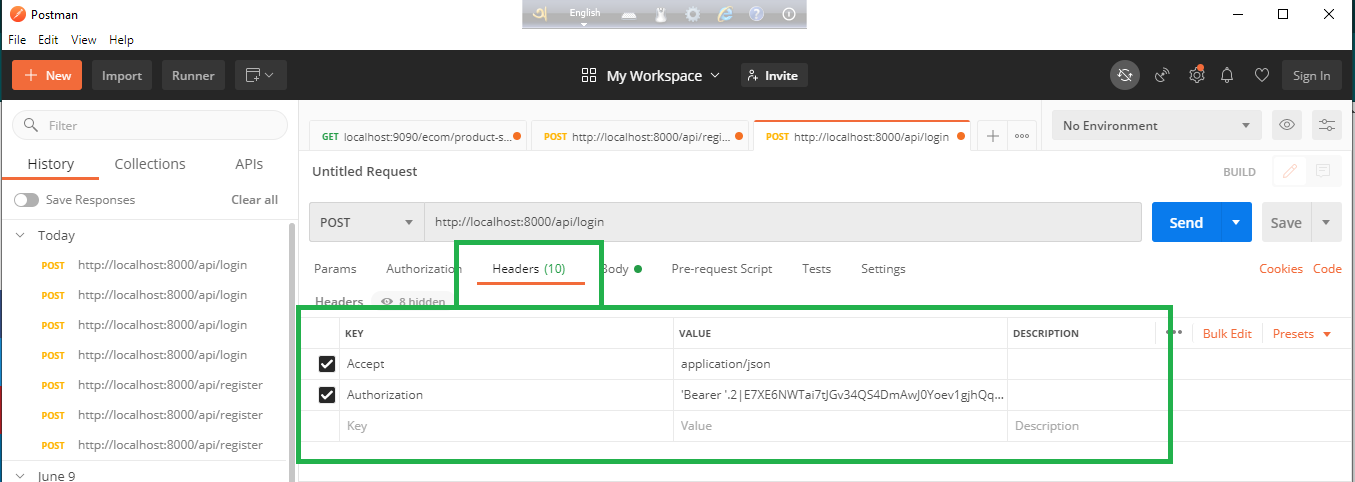 Postman
English
File Edit View Help
New Import Runner My Workspace Invite Sign In
Filter
History Collections APIs
Save Responses Clear all
Today
POST http://localhost:8000/api/login
POST http://localhost:8000/api/login
POST http://localhost:8000/api/login
POST http://localhost:8000/api/login
POST http://localhost:8000/api/register
POST http://localhost:8000/api/register
POST http://localhost:8000/api/register
June 9
GET localhost:9090/ecom/product-s...
POST http://localhost:8000/api/regi...
POST http://localhost:8000/api/login
No Environment
Untitled Request BUILD
POST http://localhost:8000/api/login Send Save
Params Authorization Headers (10) Body Pre-request Script Tests Settings Cookies Code
Headers 8 hidden
KEY VALUE DESCRIPTION Bulk Edit Presets
Accept application/json
Authorization 'Bearer '.2|E7XE6NWTai7tJGv34QS4DmAwJ0Yoev1gjhQq...
Key Value Description